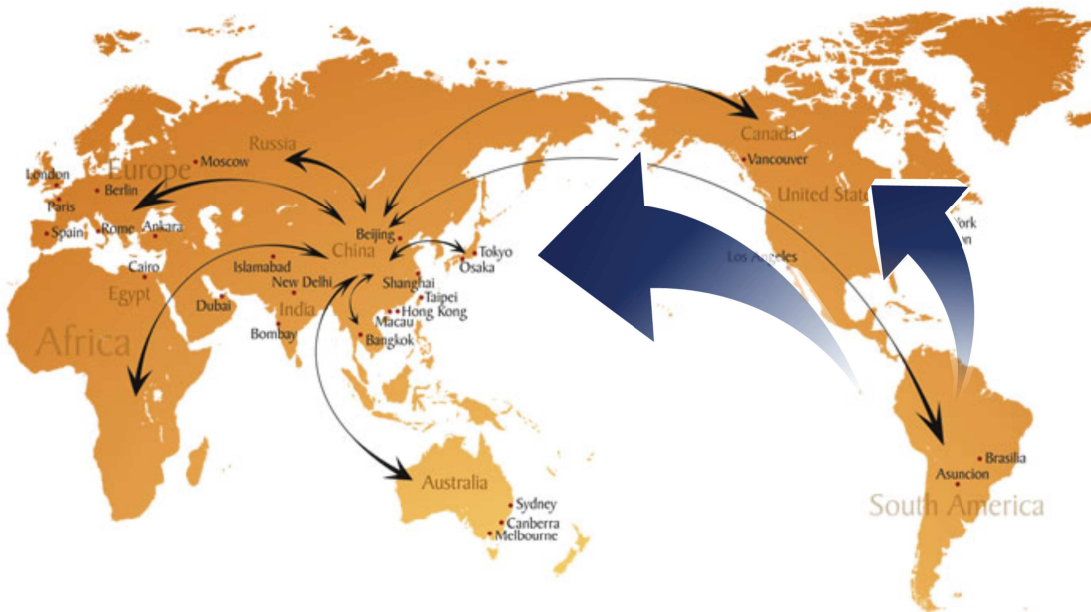 Russia
Canada
Moscow
Vancouver
Europe
London
Berlin
United State
Paris
Rome
Ankara
Spain
Beijing
China
Tokyo
Osaka
Los Angeles
Cairo
Islamabad
Egypt
New Delhi
Shanghai
Dubai
India
Taipei
Hong Kong
Macau
Bombay
Bangkok
Africa
Brasilia
Asuncion
Australia
South America
Sydney
Canberra
Melbourne